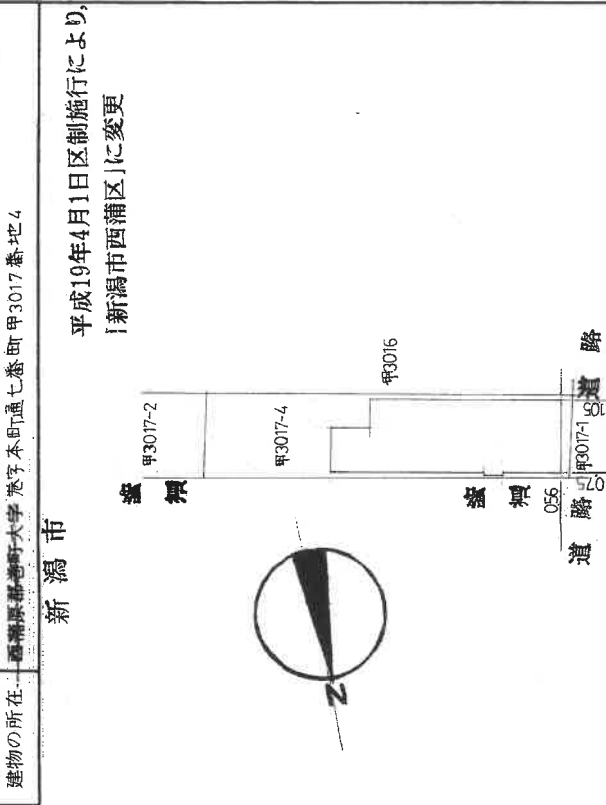 建物の所在
西蒲原郡巻町大字巻字本町通七番町甲3017番地4
新潟市
平成19年4月1日区制施行により,
「新潟市西蒲区」に変更
甲3017-2
甲3017-4
甲3016
甲3017-1
道路
道路
056
075
105
N